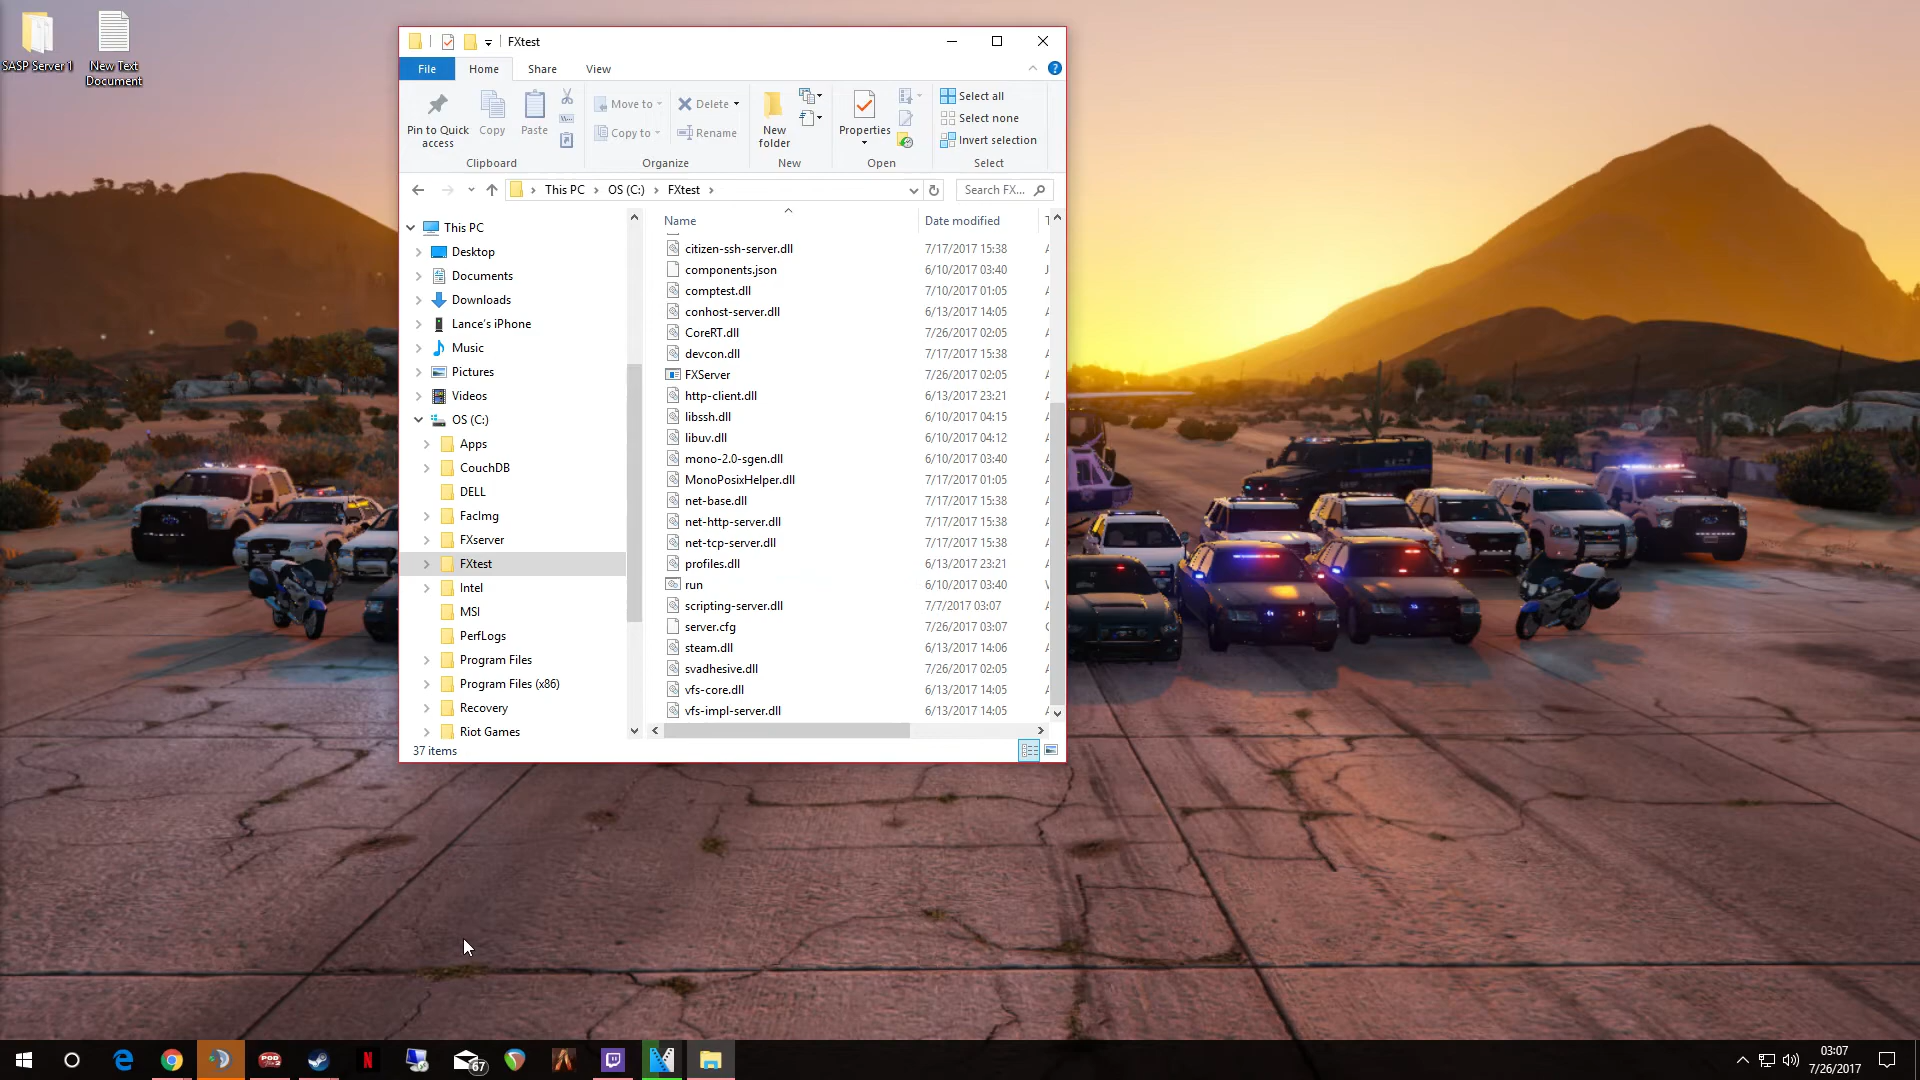 SASP Server 1
New Text
Document
FXtest
File
Home
Share
View
Pin to Quick
access
Copy
Paste
Move to
Copy to
Delete
Rename
New
folder
Properties
Select all
Select none
Invert selection
Clipboard
Organize
New
Open
Select
This PC
OS (C:)
FXtest
Search FX...
This PC
Desktop
Documents
Downloads
Lance's iPhone
Music
Pictures
Videos
OS (C:)
Apps
CouchDB
DELL
FacImg
FXserver
FXtest
Intel
MSI
PerfLogs
Program Files
Program Files (x86)
Recovery
Riot Games
Name Date modified
citizen-ssh-server.dll 7/17/2017 15:38
components.json 6/10/2017 03:40
comptest.dll 7/10/2017 01:05
conhost-server.dll 6/13/2017 14:05
CoreRT.dll 7/26/2017 02:05
devcon.dll 7/17/2017 15:38
FXServer 7/26/2017 02:05
http-client.dll 6/13/2017 23:21
libssh.dll 6/10/2017 04:15
libuv.dll 6/10/2017 04:12
mono-2.0-sgen.dll 6/10/2017 03:40
MonoPosixHelper.dll 7/17/2017 01:05
net-base.dll 7/17/2017 15:38
net-http-server.dll 7/17/2017 15:38
net-tcp-server.dll 7/17/2017 15:38
profiles.dll 6/13/2017 23:21
run 6/10/2017 03:40
scripting-server.dll 7/7/2017 03:07
server.cfg 7/26/2017 03:07
steam.dll 6/13/2017 14:06
svadhesive.dll 7/26/2017 02:05
vfs-core.dll 6/13/2017 14:05
vfs-impl-server.dll 6/13/2017 14:05
37 items
POD
67
03:07
7/26/2017